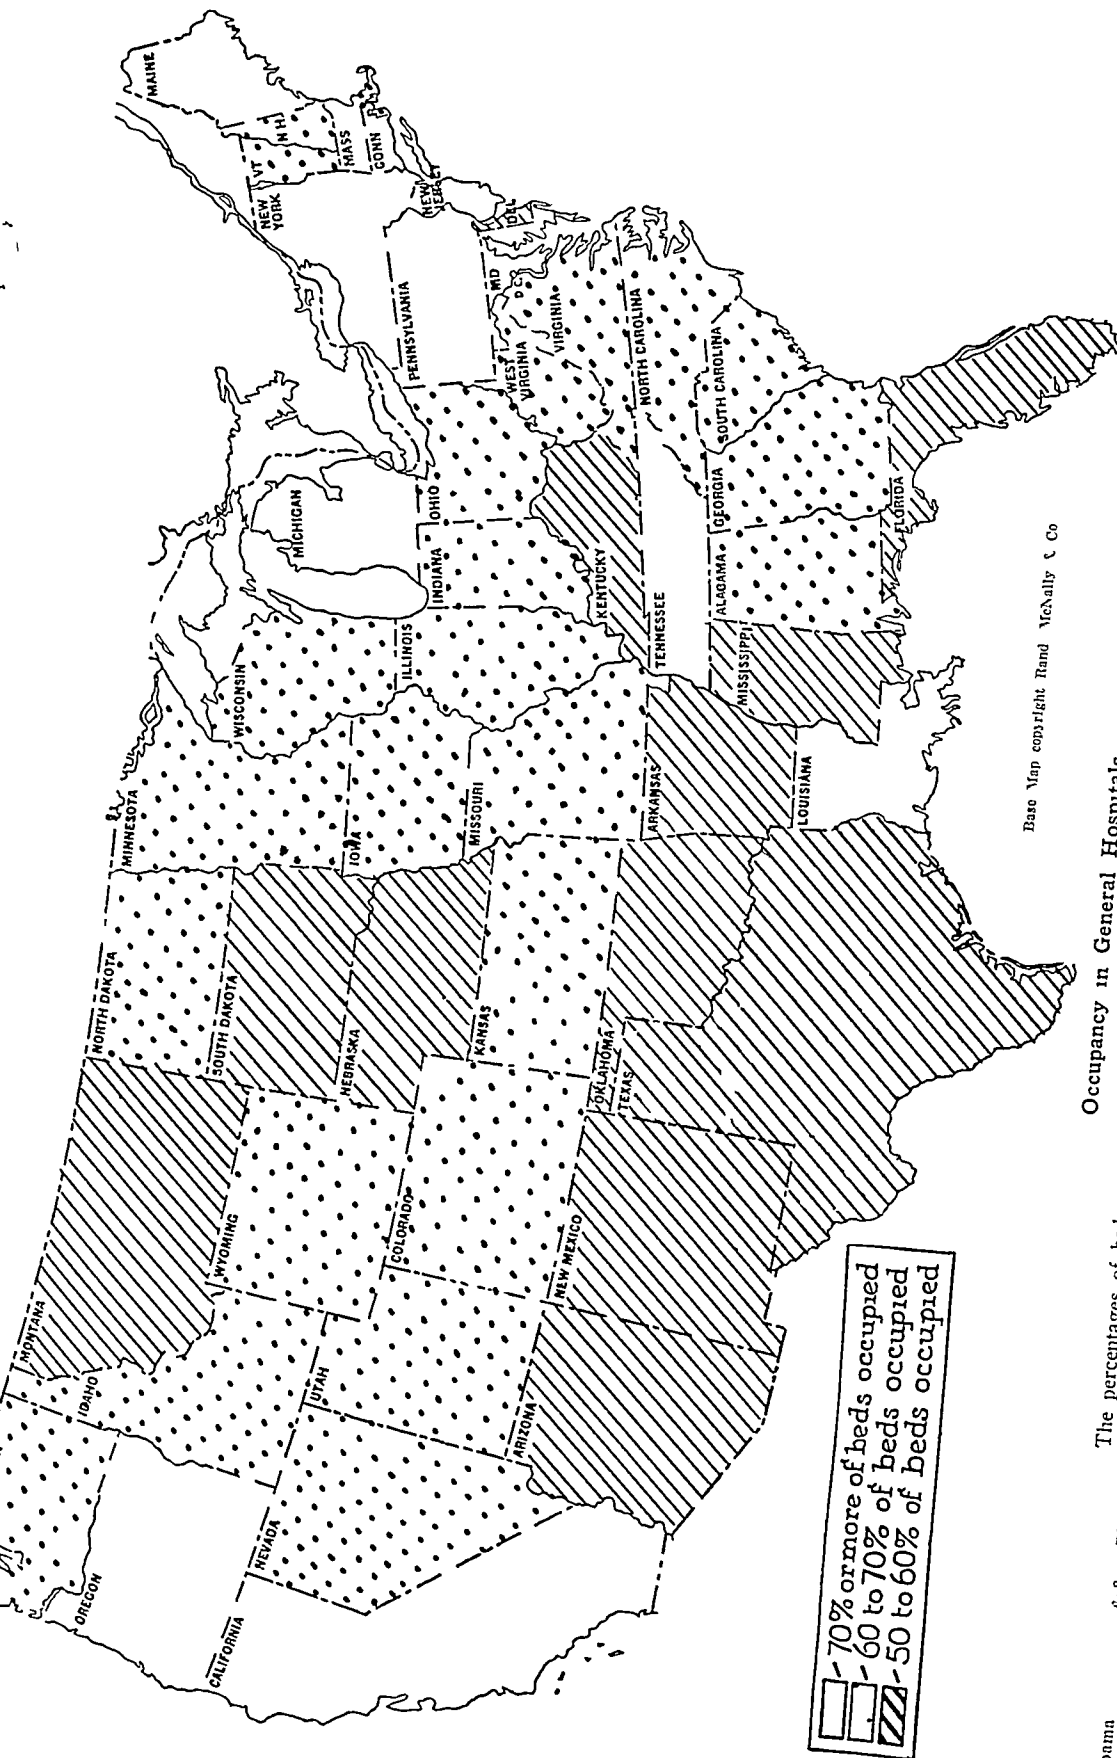 MAINE
VT
N H
NEW
YORK
MASS
CONN
NEW
JERSEY
PENNSYLVANIA
MD
DEL
D C
WEST
VIRGINIA
VIRGINIA
NORTH CAROLINA
SOUTH CAROLINA
GEORGIA
FLORIDA
OHIO
INDIANA
MICHIGAN
KENTUCKY
TENNESSEE
ALABAMA
MISSISSIPPI
WISCONSIN
ILLINOIS
MINNESOTA
IOWA
MISSOURI
ARKANSAS
LOUISIANA
NORTH DAKOTA
SOUTH DAKOTA
NEBRASKA
KANSAS
OKLAHOMA
TEXAS
MONTANA
WYOMING
COLORADO
NEW MEXICO
IDAHO
UTAH
ARIZONA
NEVADA
OREGON
CALIFORNIA
- 70% or more of beds occupied
- 60 to 70% of beds occupied
- 50 to 60% of beds occupied
Base Map copyright Rand McNally & Co
Occupancy in General Hospitals
The percentages of